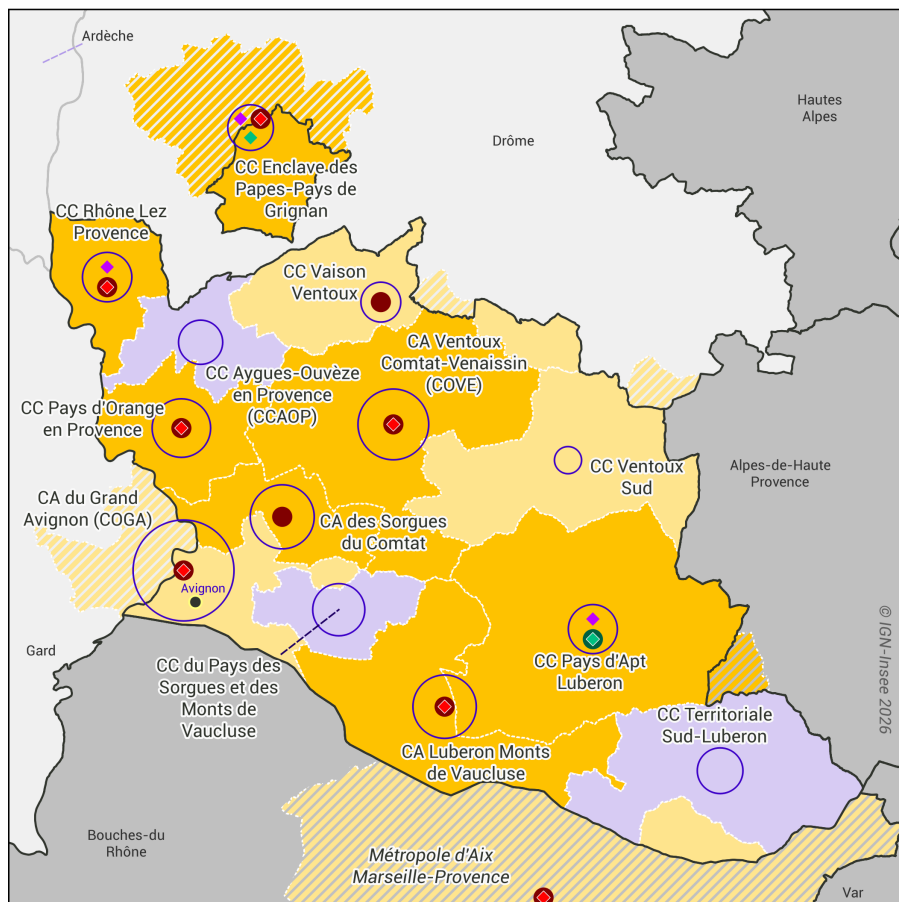 Ardèche
Hautes
Alpes
Drôme
CC Enclave des
Papes-Pays de
Grignan
CC Rhône Lez
Provence
CC Vaison
Ventoux
CA Ventoux
Comtat-Venaissin
(COVE)
CC Aygues-Ouvèze
en Provence
(CCAOP)
CC Pays d'Orange
en Provence
CC Ventoux
Sud
Alpes-de-Haute
Provence
CA du Grand
Avignon (COGA)
CA des Sorgues
du Comtat
Avignon
Gard
CC du Pays des
Sorgues et des
Monts de
Vaucluse
CC Pays d'Apt
Luberon
© IGN-Insee 2026
CC Territoriale
Sud-Luberon
CA Luberon Monts
de Vaucluse
Bouches-du
Rhône
Métropole d'Aix
Marseille-Provence
Var